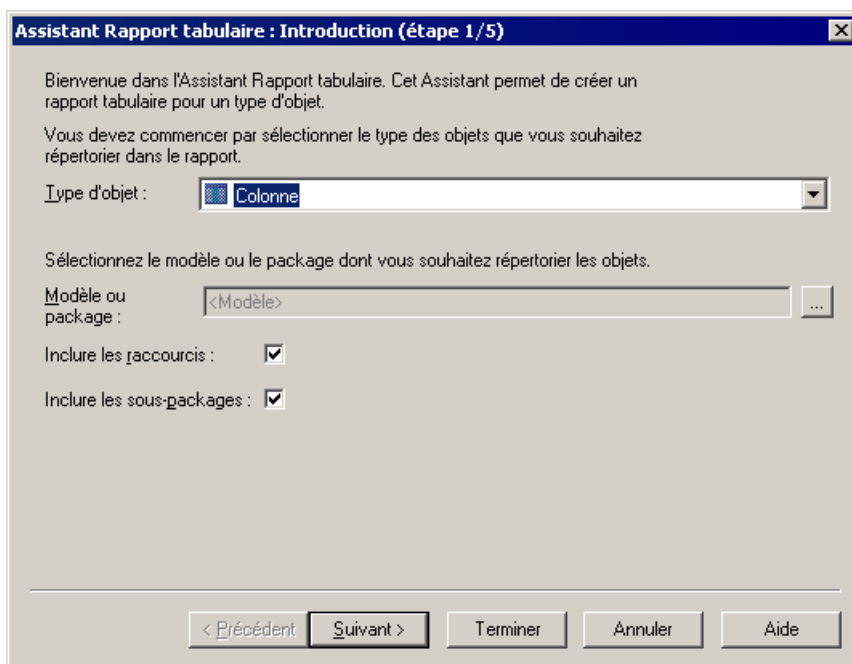 Assistant Rapport tabulaire : Introduction (étape 1/5)
Bienvenue dans l'Assistant Rapport tabulaire. Cet Assistant permet de créer un
rapport tabulaire pour un type d'objet.
Vous devez commencer par sélectionner le type des objets que vous souhaitez
répertorier dans le rapport.
Type d'objet : Colonne
Sélectionnez le modèle ou le package dont vous souhaitez répertorier les objets.
Modèle ou
package : <Modèle> ...
Inclure les raccourcis :
Inclure les sous-packages :
< Précédent Suivant > Terminer Annuler Aide